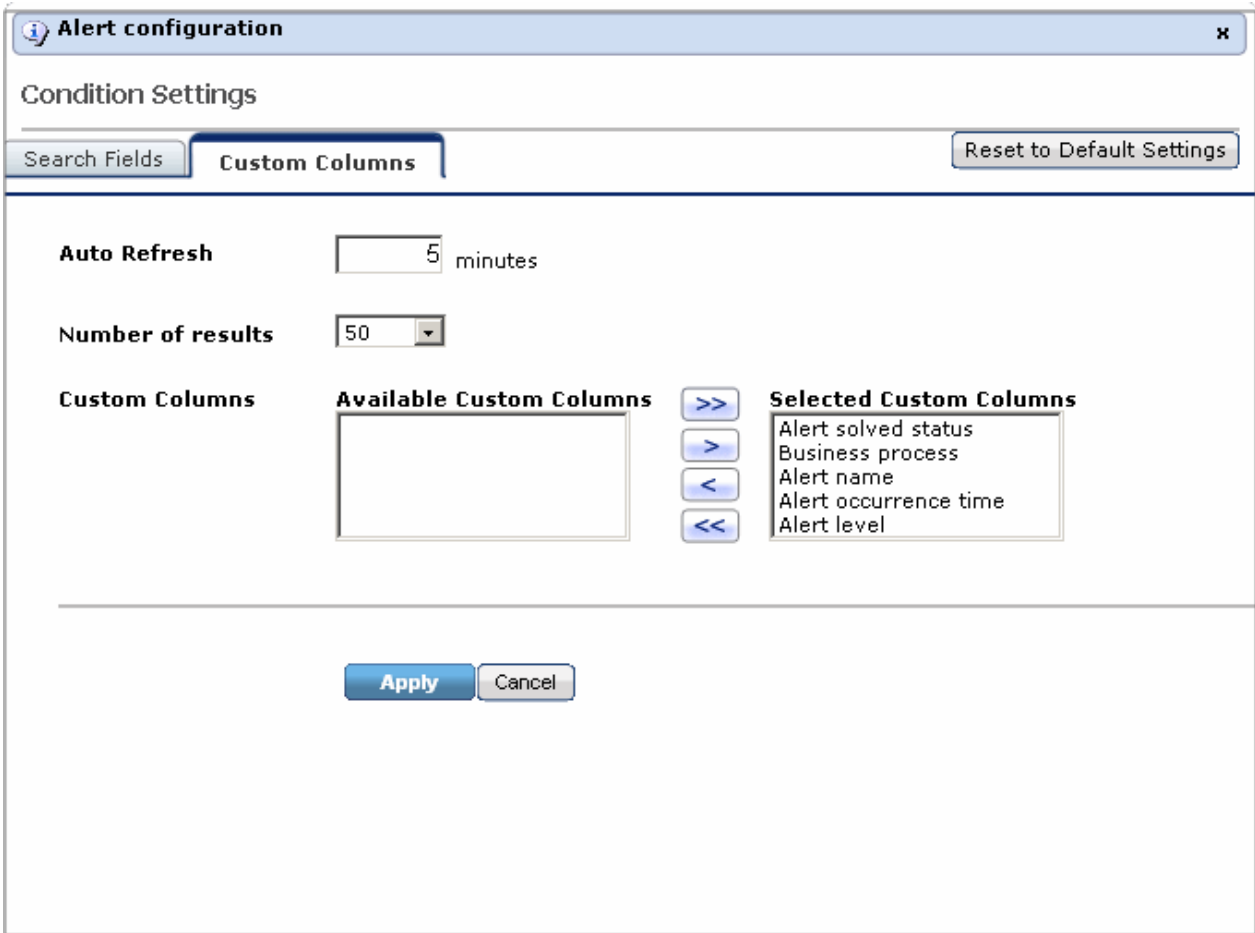 Alert configuration x
Condition Settings
Search Fields Custom Columns Reset to Default Settings
Auto Refresh 5 minutes
Number of results 50
Custom Columns Available Custom Columns >> Selected Custom Columns
Alert solved status
> Business process
Alert name
< Alert occurrence time
<< Alert level
Apply Cancel